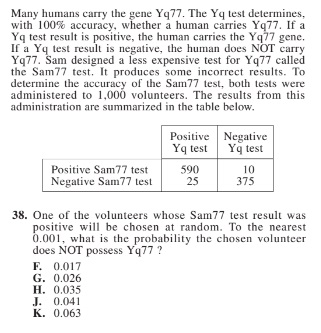 Many humans carry the gene Yq77. The Yq test determines,
with 100% accuracy, whether a human carries Yq77. If a
Yq test result is positive, the human carries the Yq77 gene.
If a Yq test result is negative, the human does NOT carry
Yq77. Sam designed a less expensive test for Yq77 called
the Sam77 test. It produces some incorrect results. To
determine the accuracy of the Sam77 test, both tests were
administered to 1,000 volunteers. The results from this
administration are summarized in the table below.
Positive Negative
Yq test Yq test
Positive Sam77 test 590 10
Negative Sam77 test 25 375
38. One of the volunteers whose Sam77 test result was
positive will be chosen at random. To the nearest
0.001, what is the probability the chosen volunteer
does NOT possess Yq77 ?
F. 0.017
G. 0.026
H. 0.035
J. 0.041
K. 0.063